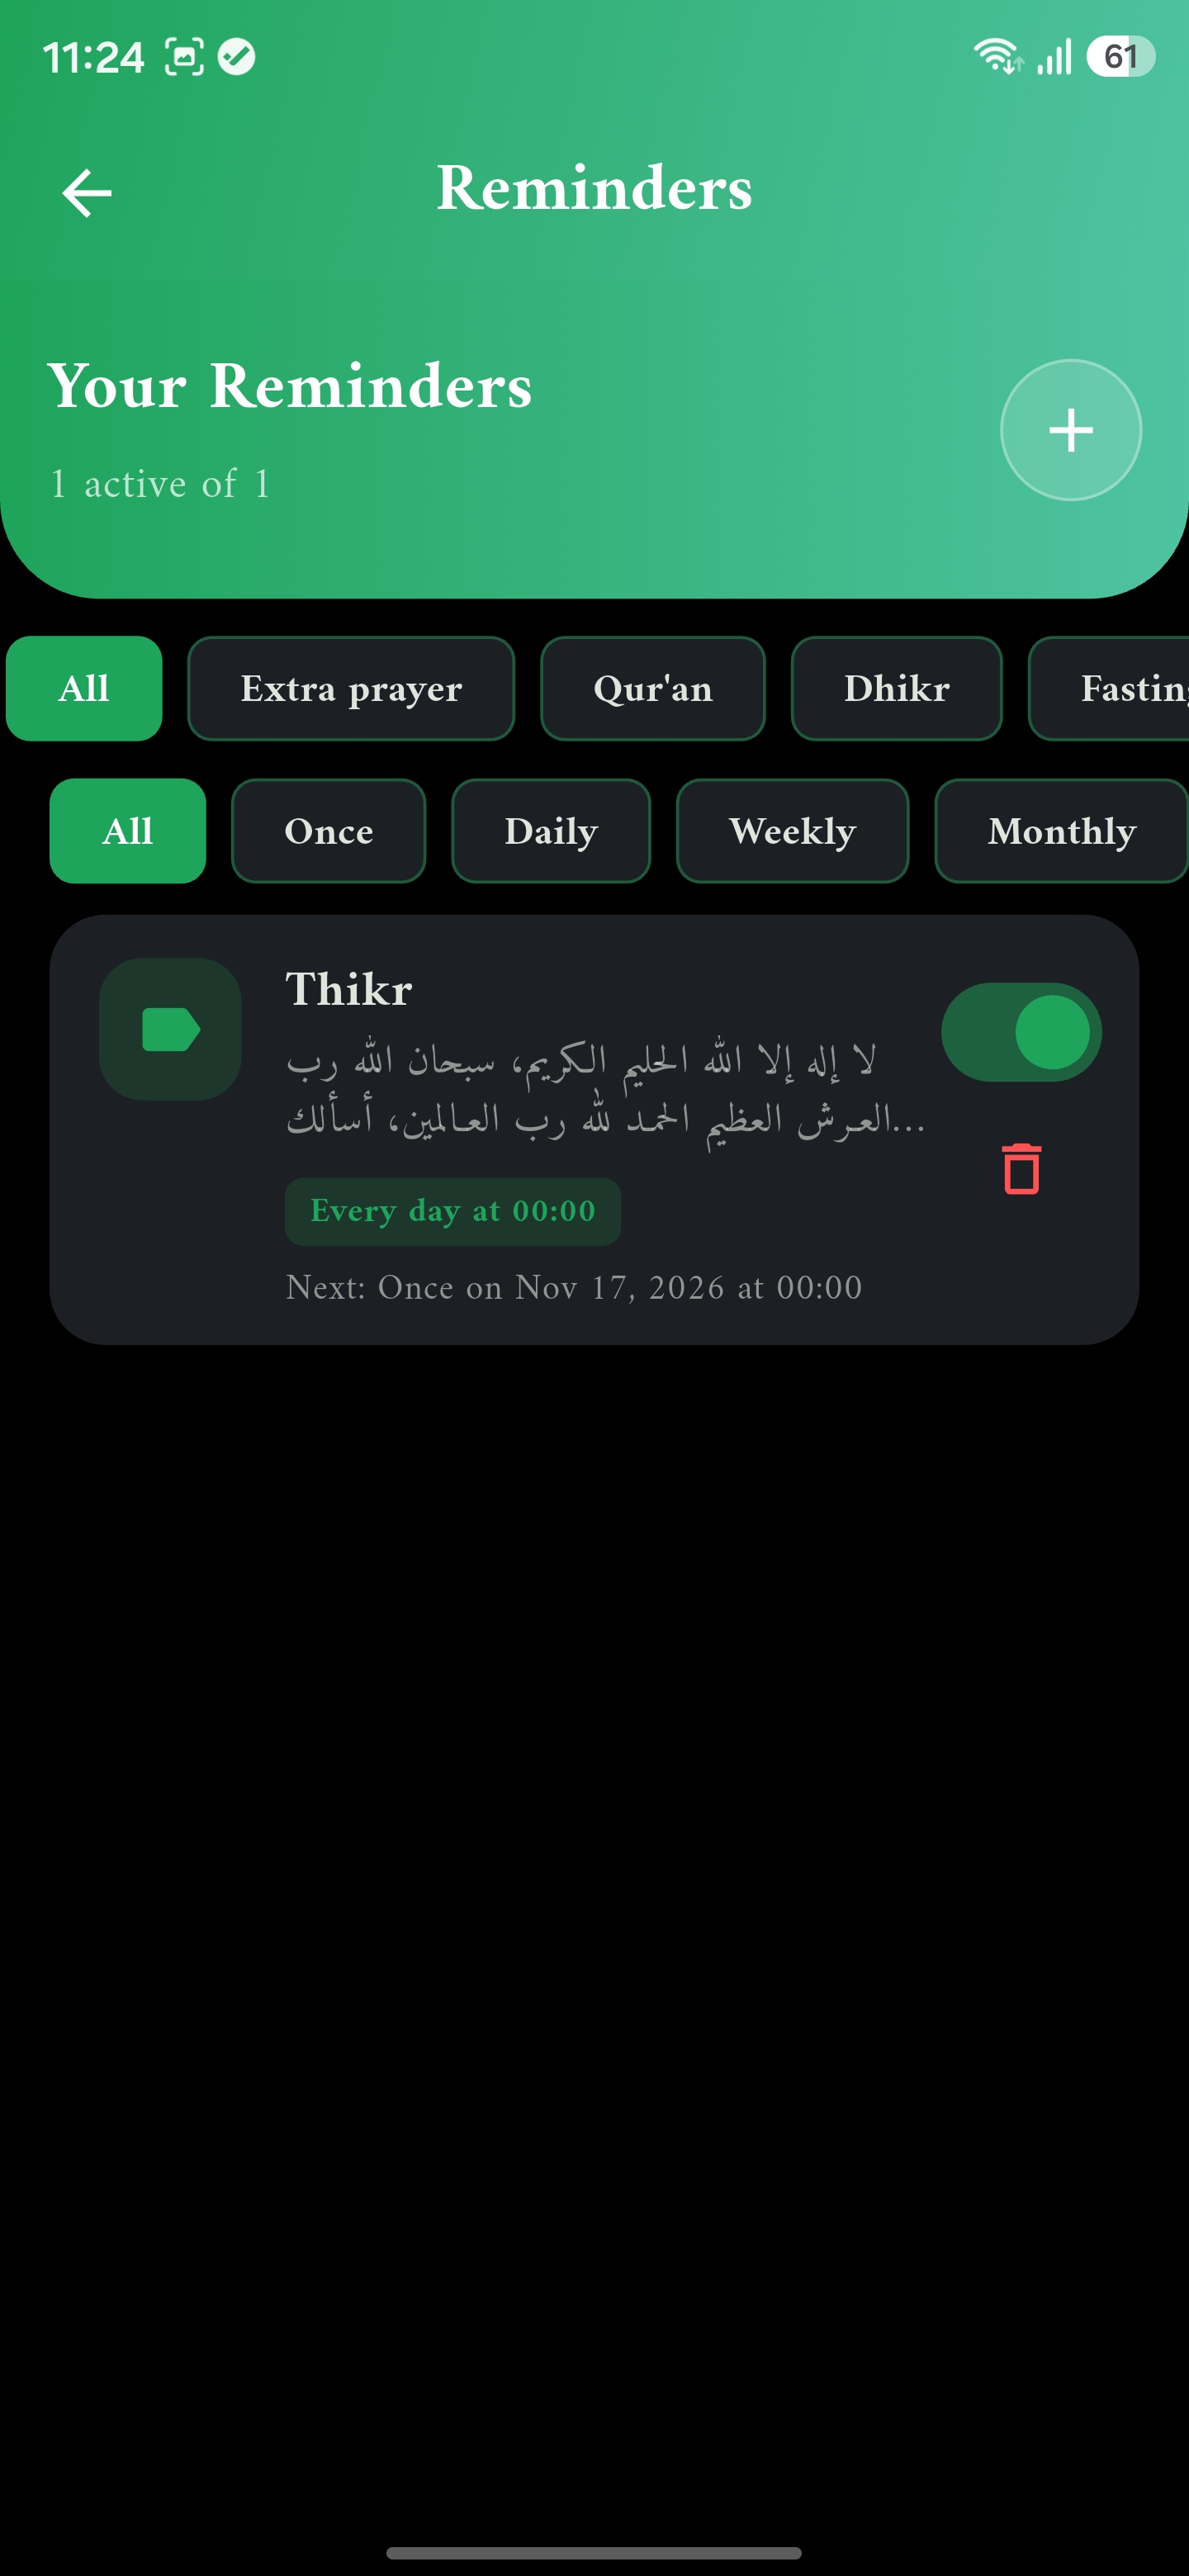 11:24
61
Reminders
Your Reminders
1 active of 1
All Extra prayer Qur'an Dhikr Fasting
All Once Daily Weekly Monthly
Thikr
لا إله إلا الله الحليم الكريم، سبحان الله رب
العرش العظيم الحمد لله رب العالمين، أسألك...
Every day at 00:00
Next: Once on Nov 17, 2026 at 00:00